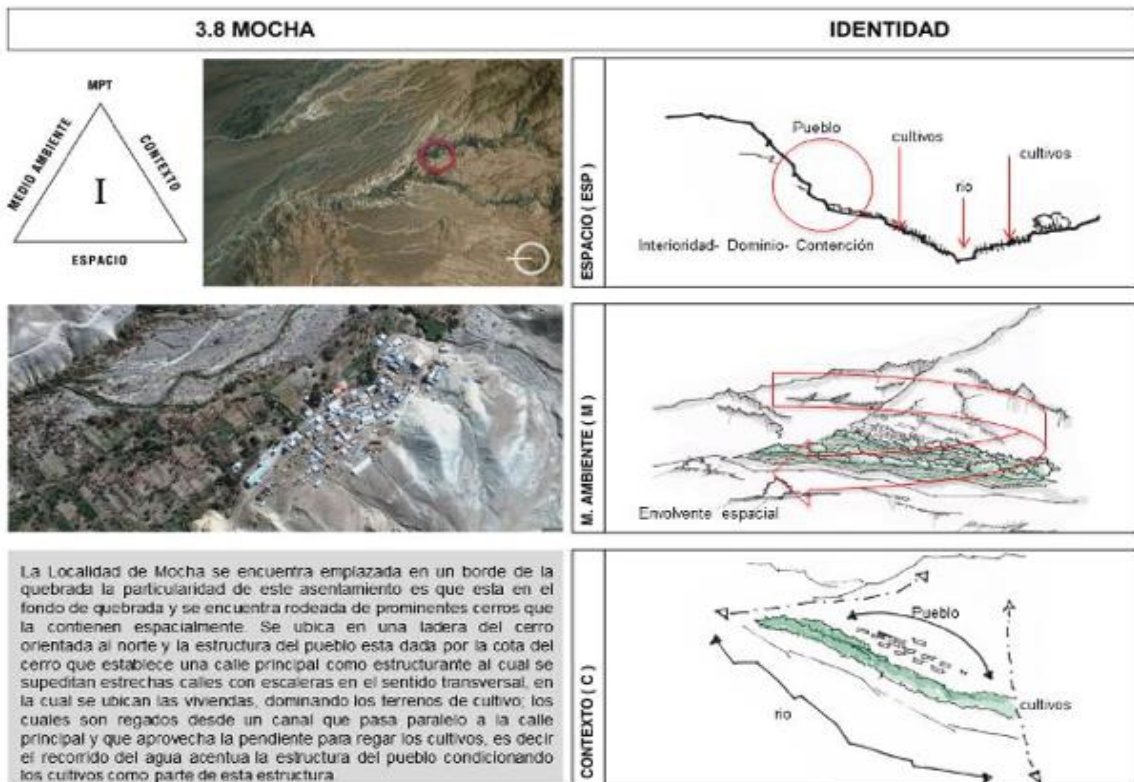 3.8 MOCHA
IDENTIDAD
MPT
MEDIO AMBIENTE
CONTEXTO
I
ESPACIO
ESPACIO ( ESP )
Pueblo
cultivos
cultivos
rio
Interioridad- Dominio- Contención
M. AMBIENTE ( M )
Envolvente espacial
La Localidad de Mocha se encuentra emplazada en un borde de la
quebrada la particularidad de este asentamiento es que esta en el
fondo de quebrada y se encuentra rodeada de prominentes cerros que
la contienen espacialmente. Se ubica en una ladera del cerro
orientada al norte y la estructura del pueblo esta dada por la cota del
cerro que establece una calle principal como estructurante al cual se
supeditan estrechas calles con escaleras en el sentido transversal, en
la cual se ubican las viviendas, dominando los terrenos de cultivo; los
cuales son regados desde un canal que pasa paralelo a la calle
principal y que aprovecha la pendiente para regar los cultivos, es decir
el recorrido del agua acentua la estructura del pueblo condicionando
los cultivos como parte de esta estructura.
CONTEXTO ( C )
Pueblo
cultivos
rio